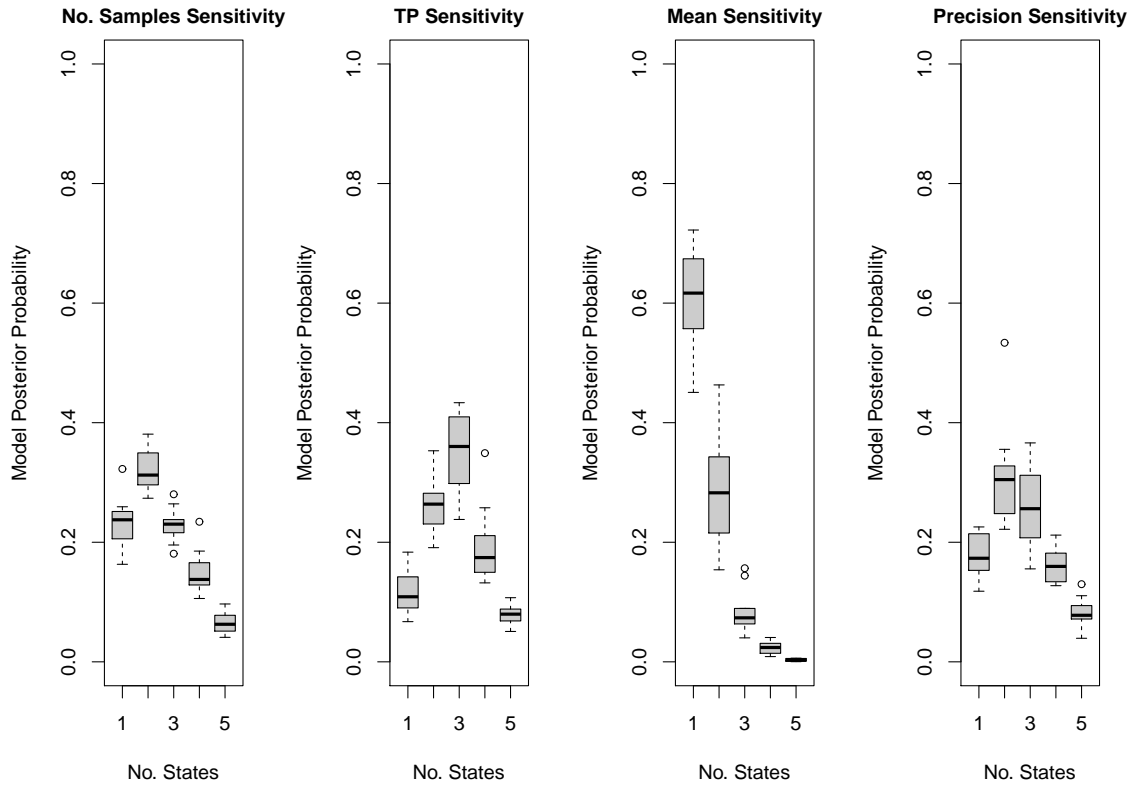 No. Samples Sensitivity
Model Posterior Probability
0.0 0.2 0.4 0.6 0.8 1.0
1 3 5
No. States
TP Sensitivity
Model Posterior Probability
0.0 0.2 0.4 0.6 0.8 1.0
1 3 5
No. States
Mean Sensitivity
Model Posterior Probability
0.0 0.2 0.4 0.6 0.8 1.0
1 3 5
No. States
Precision Sensitivity
Model Posterior Probability
0.0 0.2 0.4 0.6 0.8 1.0
1 3 5
No. States